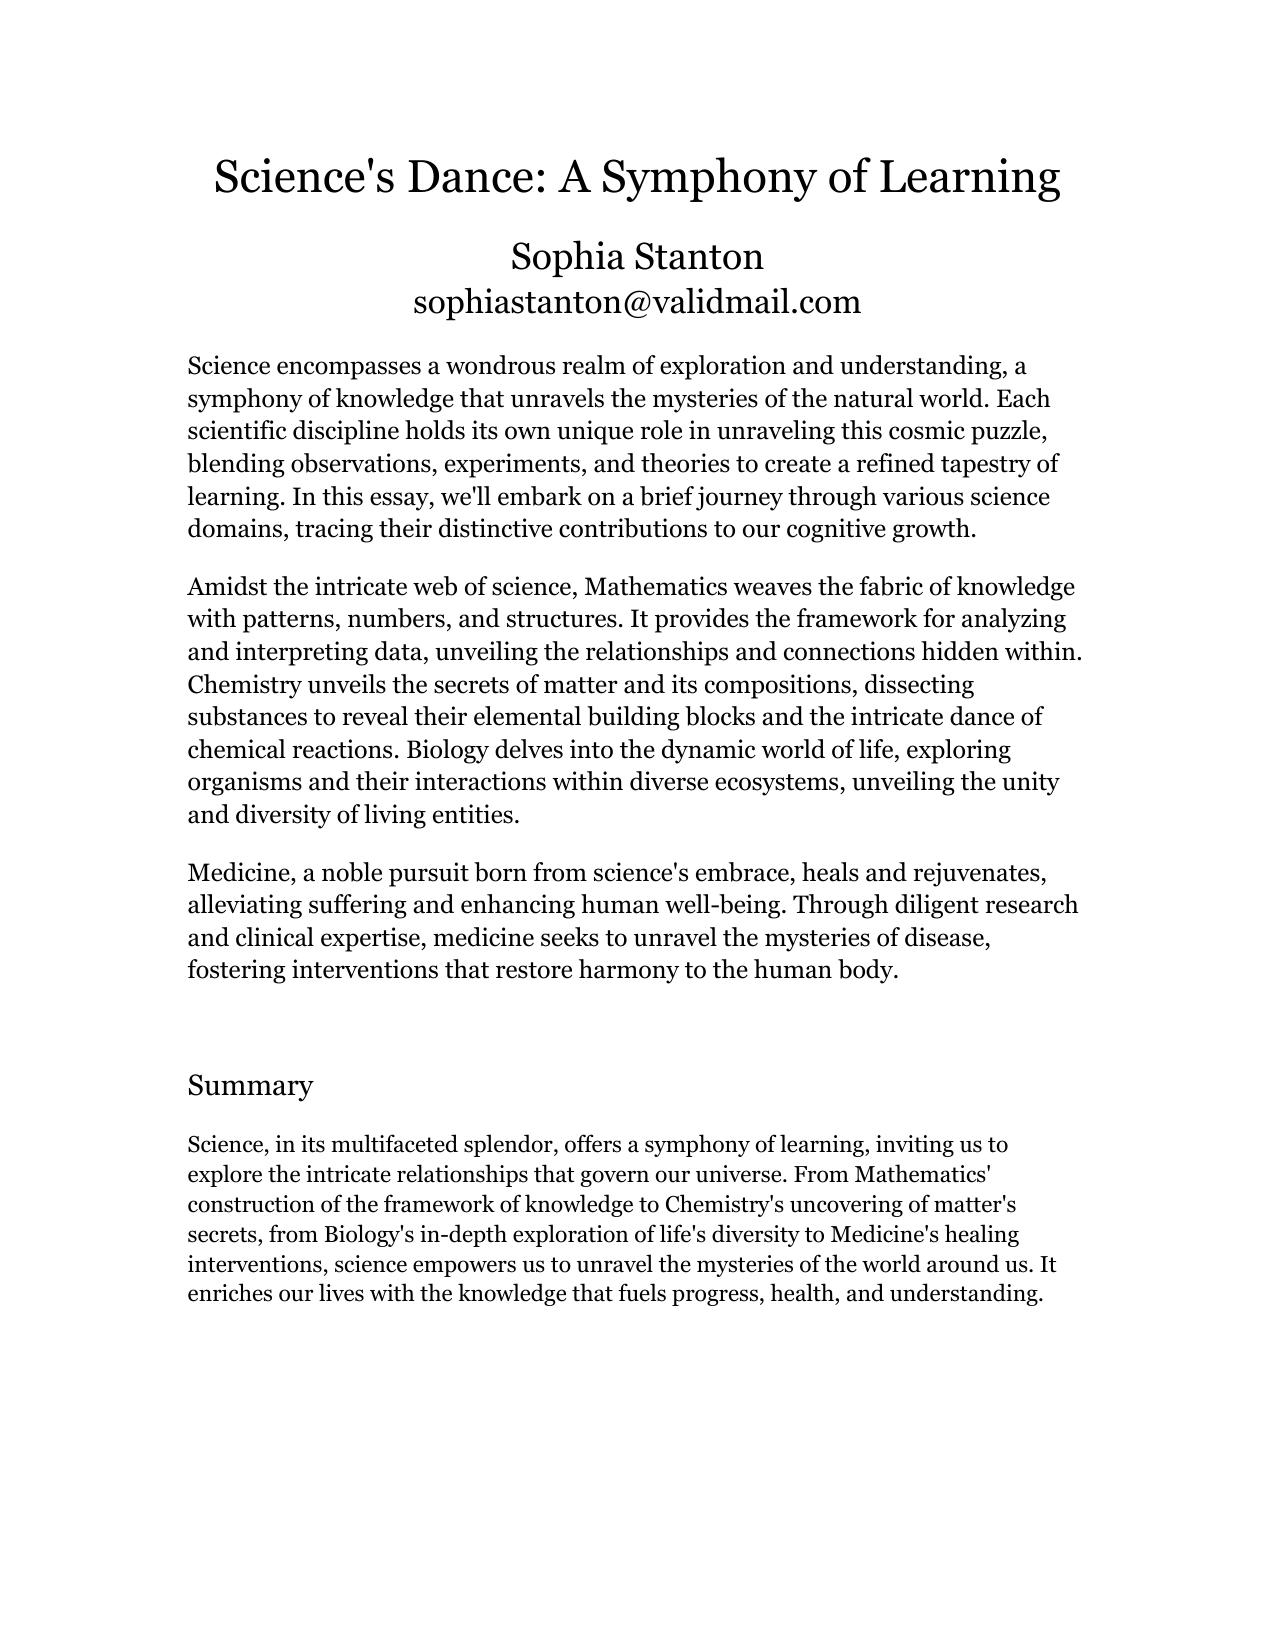 Science's Dance: A Symphony of Learning
Sophia Stanton
sophiastanton@validmail.com
Science encompasses a wondrous realm of exploration and understanding, a
symphony of knowledge that unravels the mysteries of the natural world. Each
scientific discipline holds its own unique role in unraveling this cosmic puzzle,
blending observations, experiments, and theories to create a refined tapestry of
learning. In this essay, we'll embark on a brief journey through various science
domains, tracing their distinctive contributions to our cognitive growth.
Amidst the intricate web of science, Mathematics weaves the fabric of knowledge
with patterns, numbers, and structures. It provides the framework for analyzing
and interpreting data, unveiling the relationships and connections hidden within.
Chemistry unveils the secrets of matter and its compositions, dissecting
substances to reveal their elemental building blocks and the intricate dance of
chemical reactions. Biology delves into the dynamic world of life, exploring
organisms and their interactions within diverse ecosystems, unveiling the unity
and diversity of living entities.
Medicine, a noble pursuit born from science's embrace, heals and rejuvenates,
alleviating suffering and enhancing human well-being. Through diligent research
and clinical expertise, medicine seeks to unravel the mysteries of disease,
fostering interventions that restore harmony to the human body.
Summary
Science, in its multifaceted splendor, offers a symphony of learning, inviting us to
explore the intricate relationships that govern our universe. From Mathematics'
construction of the framework of knowledge to Chemistry's uncovering of matter's
secrets, from Biology's in-depth exploration of life's diversity to Medicine's healing
interventions, science empowers us to unravel the mysteries of the world around us. It
enriches our lives with the knowledge that fuels progress, health, and understanding.